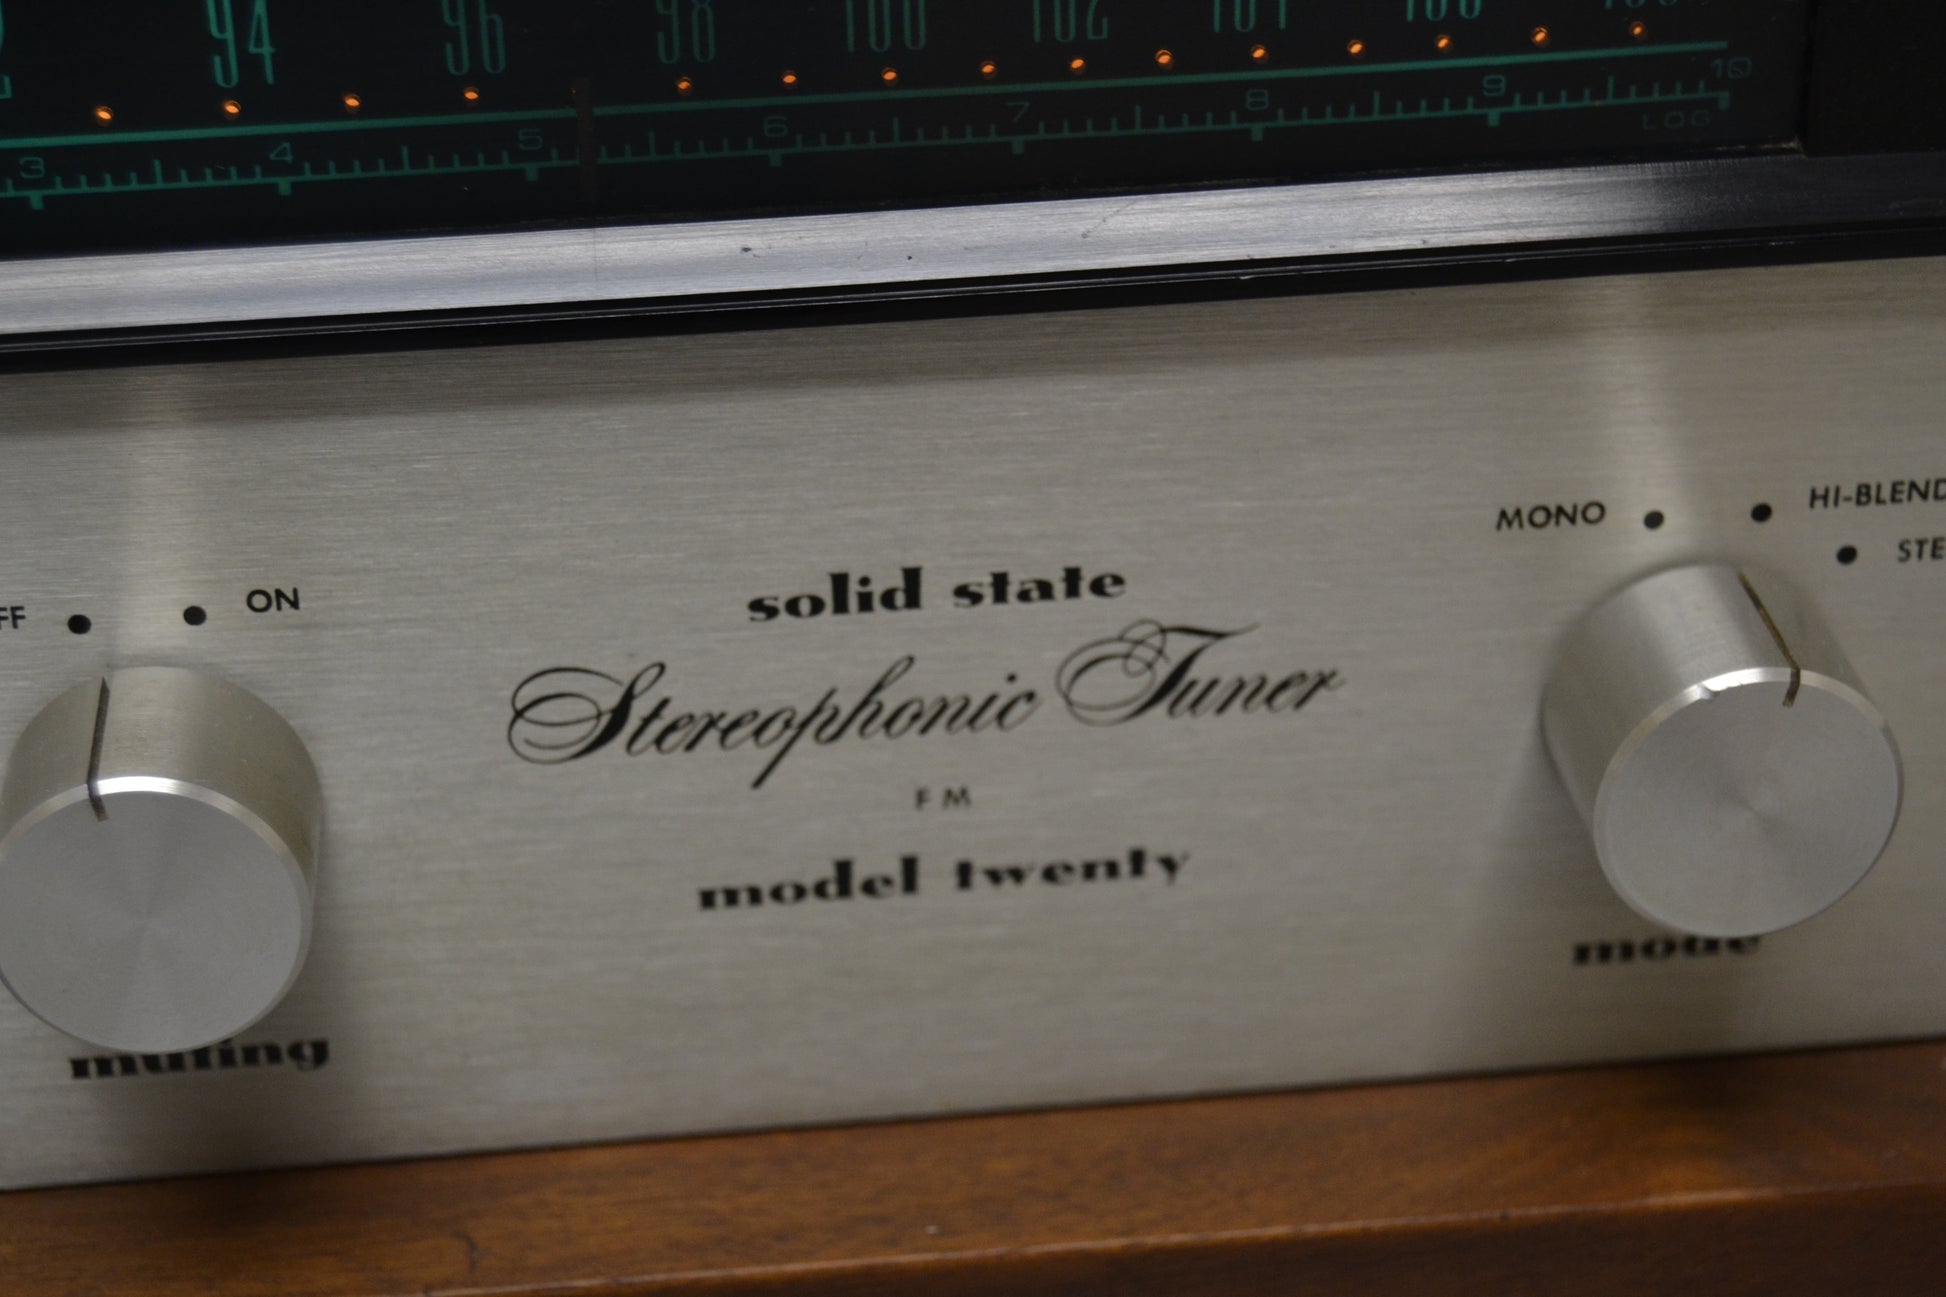 94 96 98 100 102 104 106 108
3 4 5 6 7 8 9 10
LOG
MONO HI-BLEND
ON
solid state
Stereophonic Tuner
FM
model twenty
mode
muting